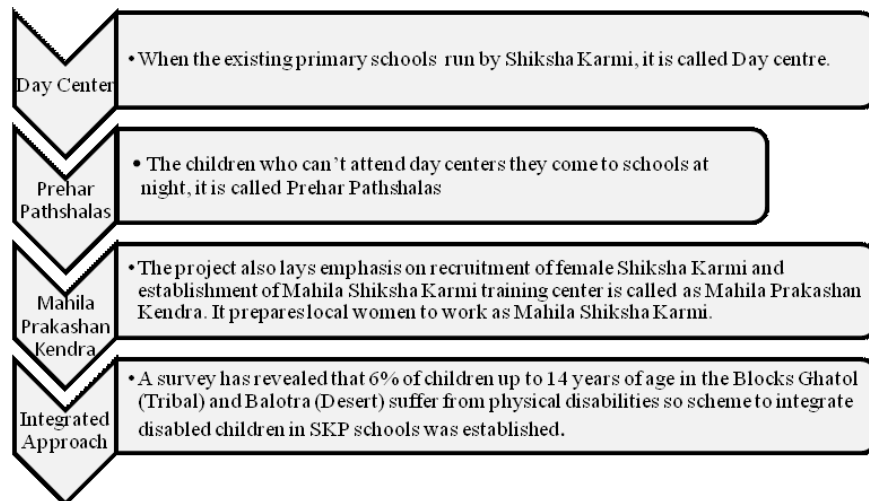 Day Center
• When the existing primary schools run by Shiksha Karmi, it is called Day centre.
Prehar
Pathshalas
• The children who can't attend day centers they come to schools at
night, it is called Prehar Pathshalas
Mahila
Prakashan
Kendra
• The project also lays emphasis on recruitment of female Shiksha Karmi and
establishment of Mahila Shiksha Karmi training center is called as Mahila Prakashan
Kendra. It prepares local women to work as Mahila Shiksha Karmi.
Integrated
Approach
• A survey has revealed that 6% of children up to 14 years of age in the Blocks Ghatol
(Tribal) and Balotra (Desert) suffer from physical disabilities so scheme to integrate
disabled children in SKP schools was established.